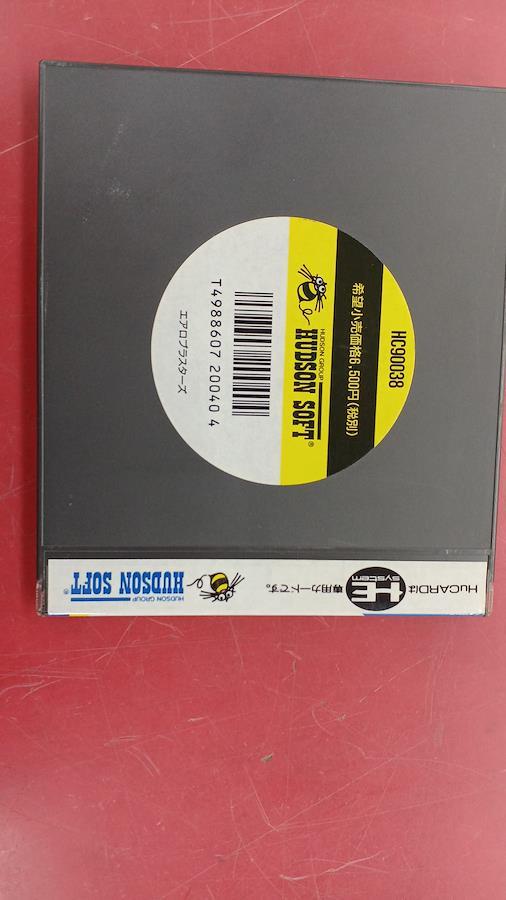 HC90038
希望小売価格6,500円(税別)
HUDSON GROUP
HUDSON SOFT®
T4988607 20040 4
エアロブラスターズ
HuCARDは HE SYSTEM 専用カードです。
HUDSON GROUP
HUDSON SOFT®